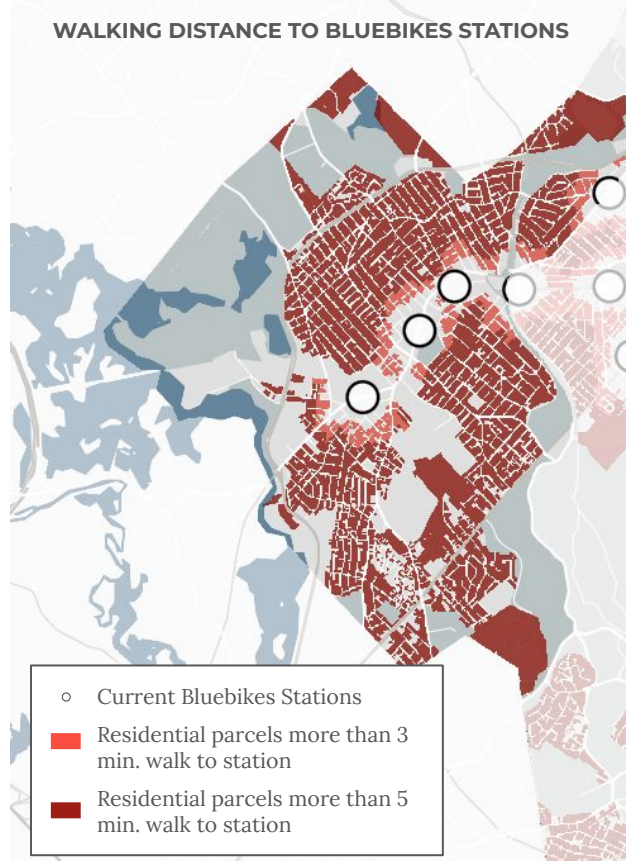 WALKING DISTANCE TO BLUEBIKES STATIONS
Current Bluebikes Stations
Residential parcels more than 3
min. walk to station
Residential parcels more than 5
min. walk to station